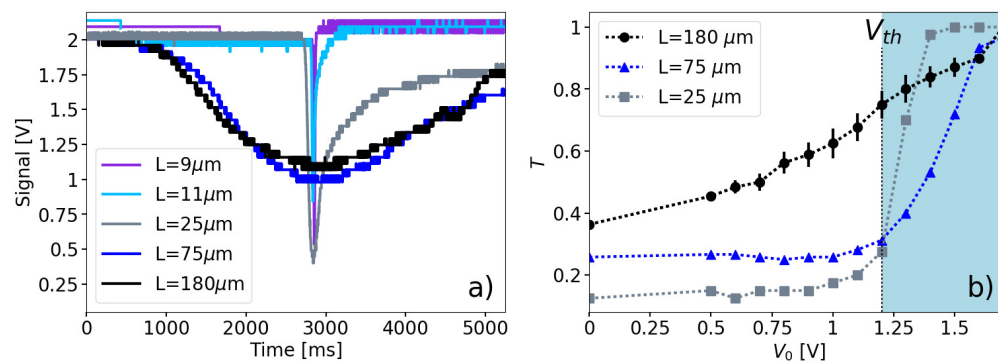 2
1.75
1.5
1.25
1
0.75
0.5
0.25
Signal [V]
L=9μm
L=11μm
L=25μm
L=75μm
L=180μm
a)
0 1000 2000 3000 4000 5000
Time [ms]
1
0.8
0.6
0.4
0.2
T
L=180 μm
L=75 μm
L=25 μm
V_th
b)
0 0.25 0.5 0.75 1 1.25 1.5
V_0 [V]